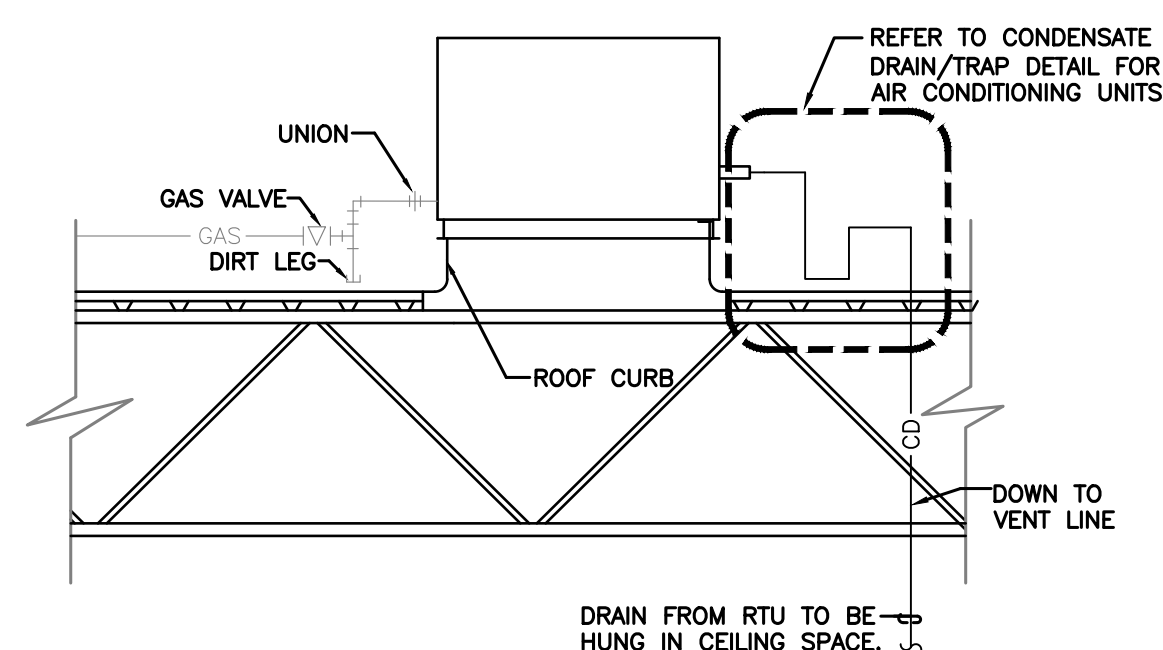 REFER TO CONDENSATE
DRAIN/TRAP DETAIL FOR
AIR CONDITIONING UNITS
UNION
GAS VALVE
GAS
DIRT LEG
ROOF CURB
CD
DOWN TO
VENT LINE
DRAIN FROM RTU TO BE
HUNG IN CEILING SPACE.